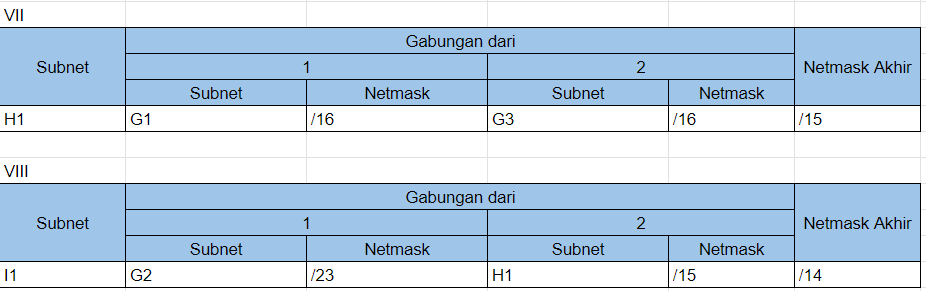 VII
Subnet Gabungan dari Netmask Akhir
1 2
Subnet Netmask Subnet Netmask
H1 G1 /16 G3 /16 /15
VIII
Subnet Gabungan dari Netmask Akhir
1 2
Subnet Netmask Subnet Netmask
I1 G2 /23 H1 /15 /14